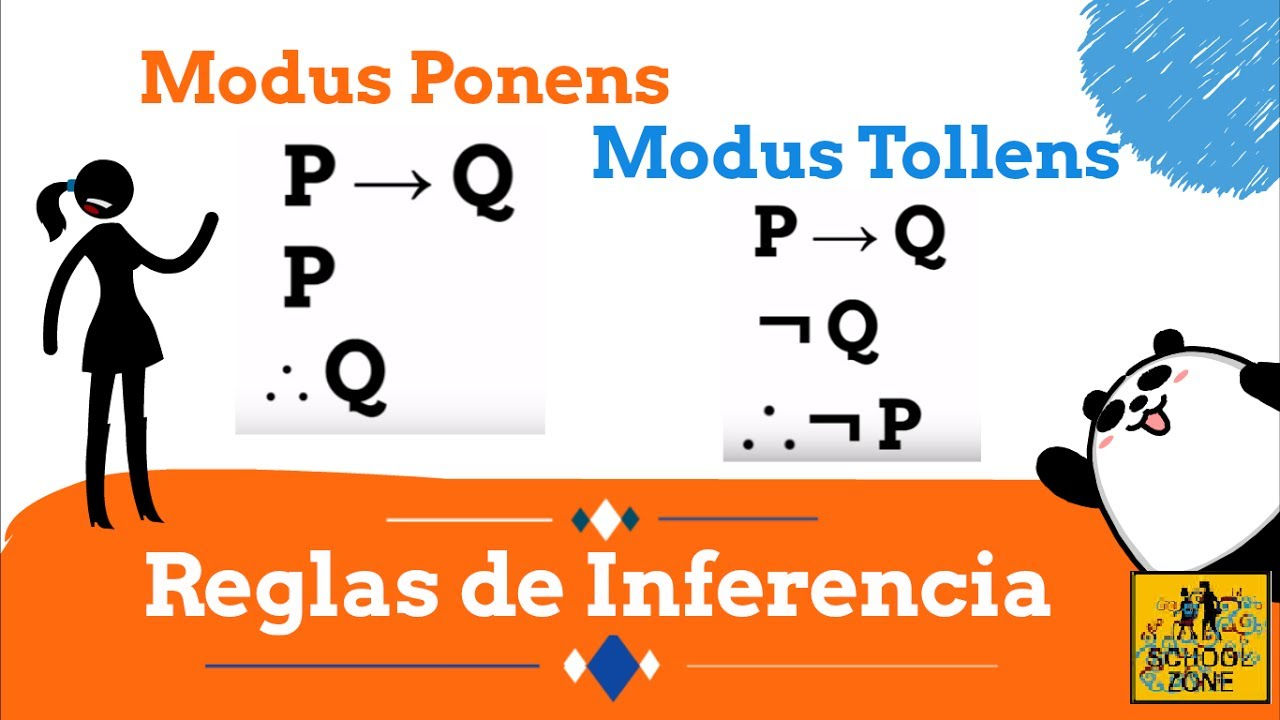 Modus Ponens
P → Q
P
∴ Q
Modus Tollens
P → Q
¬ Q
∴ ¬ P
Reglas de Inferencia
SCHOOL
ZONE